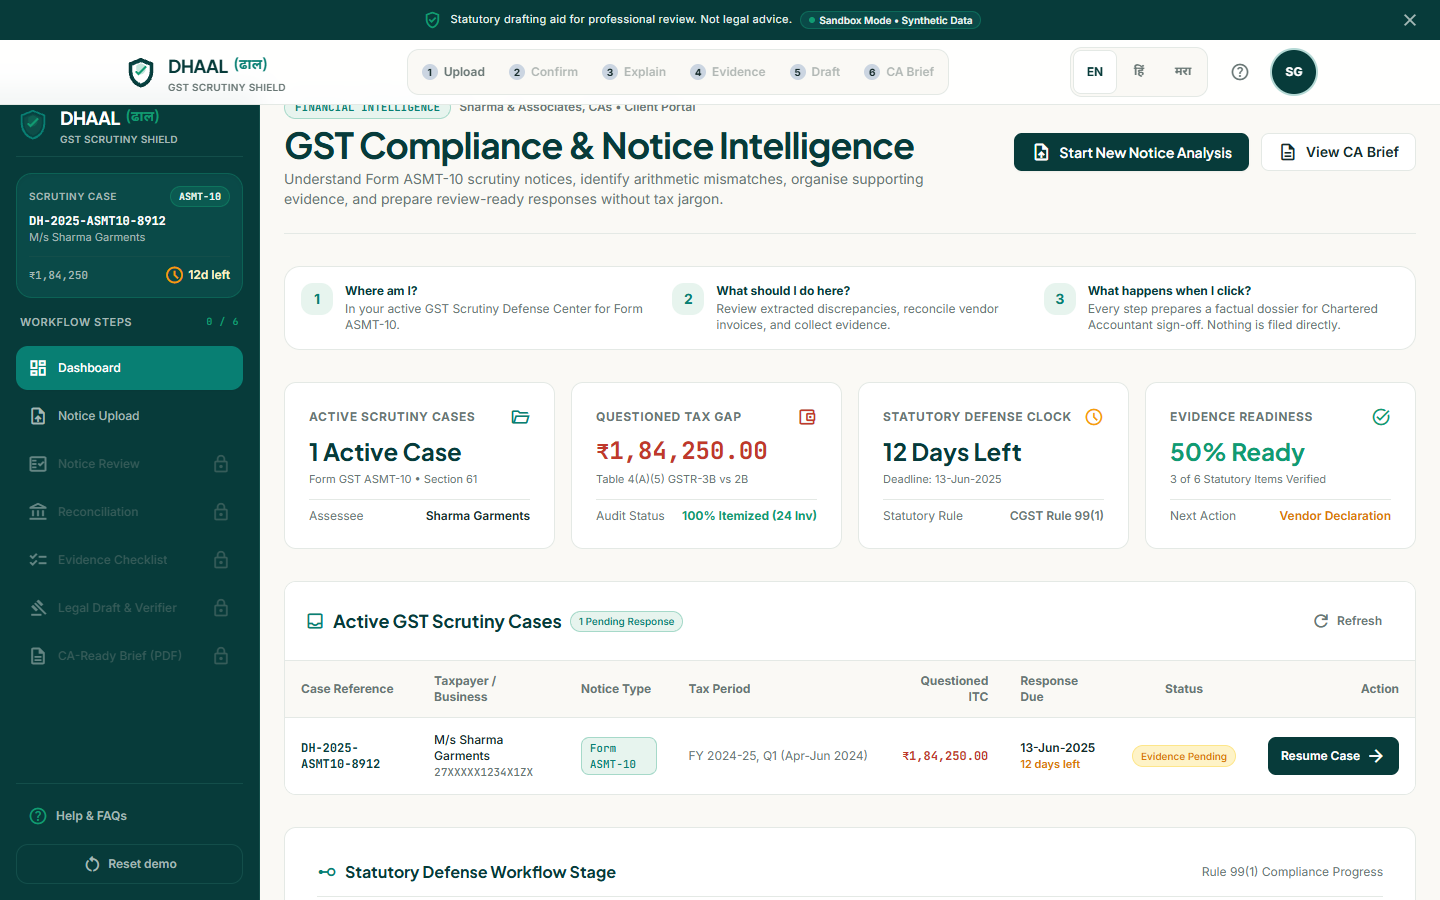 Statutory drafting aid for professional review. Not legal advice. Sandbox Mode • Synthetic Data
DHAAL (ढाल)
GST SCRUTINY SHIELD
1 Upload 2 Confirm 3 Explain 4 Evidence 5 Draft 6 CA Brief
EN हिं मरा SG
DHAAL (ढाल)
GST SCRUTINY SHIELD
SCRUTINY CASE ASMT-10
DH-2025-ASMT10-8912
M/s Sharma Garments
₹1,84,250 12d left
WORKFLOW STEPS 0 / 6
Dashboard
Notice Upload
Notice Review
Reconciliation
Evidence Checklist
Legal Draft & Verifier
CA-Ready Brief (PDF)
Help & FAQs
Reset demo
FINANCIAL INTELLIGENCE Sharma & Associates, CAs • Client Portal
GST Compliance & Notice Intelligence
Understand Form ASMT-10 scrutiny notices, identify arithmetic mismatches, organise supporting
evidence, and prepare review-ready responses without tax jargon.
Start New Notice Analysis View CA Brief
1 Where am I?
In your active GST Scrutiny Defense Center for Form
ASMT-10.
2 What should I do here?
Review extracted discrepancies, reconcile vendor
invoices, and collect evidence.
3 What happens when I click?
Every step prepares a factual dossier for Chartered
Accountant sign-off. Nothing is filed directly.
ACTIVE SCRUTINY CASES
1 Active Case
Form GST ASMT-10 • Section 61
Assessee Sharma Garments
QUESTIONED TAX GAP
₹1,84,250.00
Table 4(A)(5) GSTR-3B vs 2B
Audit Status 100% Itemized (24 Inv)
STATUTORY DEFENSE CLOCK
12 Days Left
Deadline: 13-Jun-2025
Statutory Rule CGST Rule 99(1)
EVIDENCE READINESS
50% Ready
3 of 6 Statutory Items Verified
Next Action Vendor Declaration
Active GST Scrutiny Cases 1 Pending Response Refresh
Case Reference Taxpayer / Business Notice Type Tax Period Questioned ITC Response Due Status Action
DH-2025-ASMT10-8912 M/s Sharma Garments 27XXXXX1234X1ZX Form ASMT-10 FY 2024-25, Q1 (Apr-Jun 2024) ₹1,84,250.00 13-Jun-2025 12 days left Evidence Pending Resume Case
Statutory Defense Workflow Stage Rule 99(1) Compliance Progress